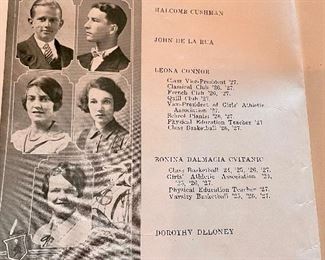 HALCOMB CUSHMAN
JOHN DE LA RUA
LEONA CONNOR
Class Vice-President '27.
Classical Club '26, '27.
French Club '26, '27.
Quill Club '27.
Vice-President of Girls' Athletic
Association '27.
School Pianist '26, '27.
Physical Education Teacher '27
Class Basketball '26, '27.
ZONINA DALMACIA CVITANIC
Class Basketball '24, '25, '26, '27.
Girls' Athletic Association '25,
'26, '27.
Physical Education Teacher '27.
Varsity Basketball '25, '26, '27.
DOROTHY DELONEY